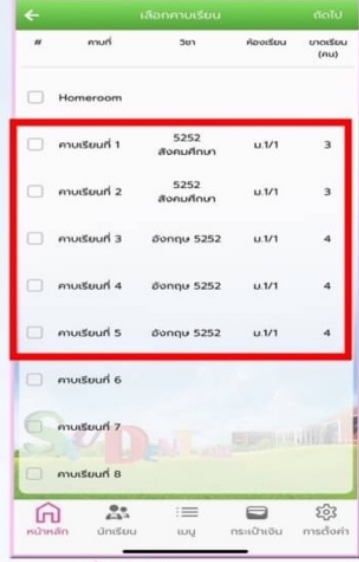 เลือกคาบเรียน ถัดไป
# คาบที่ วิชา ห้องเรียน ขาดเรียน
(คน)
Homeroom
คาบเรียนที่ 1 5252 สังคมศึกษา ม.1/1 3
คาบเรียนที่ 2 5252 สังคมศึกษา ม.1/1 3
คาบเรียนที่ 3 อังกฤษ 5252 ม.1/1 4
คาบเรียนที่ 4 อังกฤษ 5252 ม.1/1 4
คาบเรียนที่ 5 อังกฤษ 5252 ม.1/1 4
คาบเรียนที่ 6
คาบเรียนที่ 7
คาบเรียนที่ 8
หน้าหลัก นักเรียน เมนู กระเป๋าเงิน การตั้งค่า